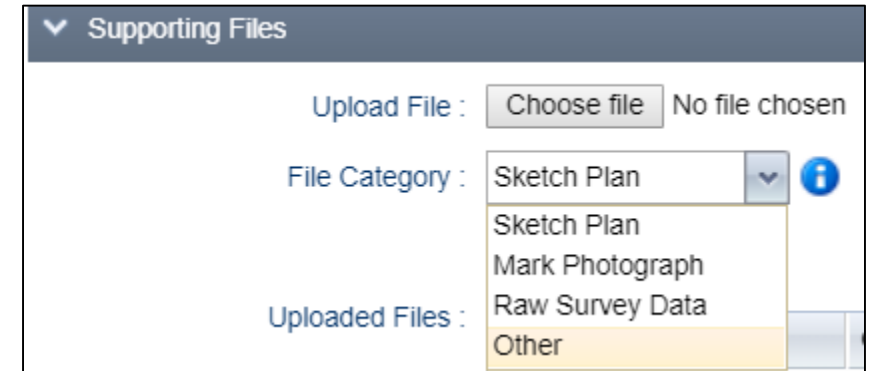 Supporting Files
Upload File : Choose file No file chosen
File Category : Sketch Plan
Sketch Plan
Mark Photograph
Raw Survey Data
Uploaded Files :
Other